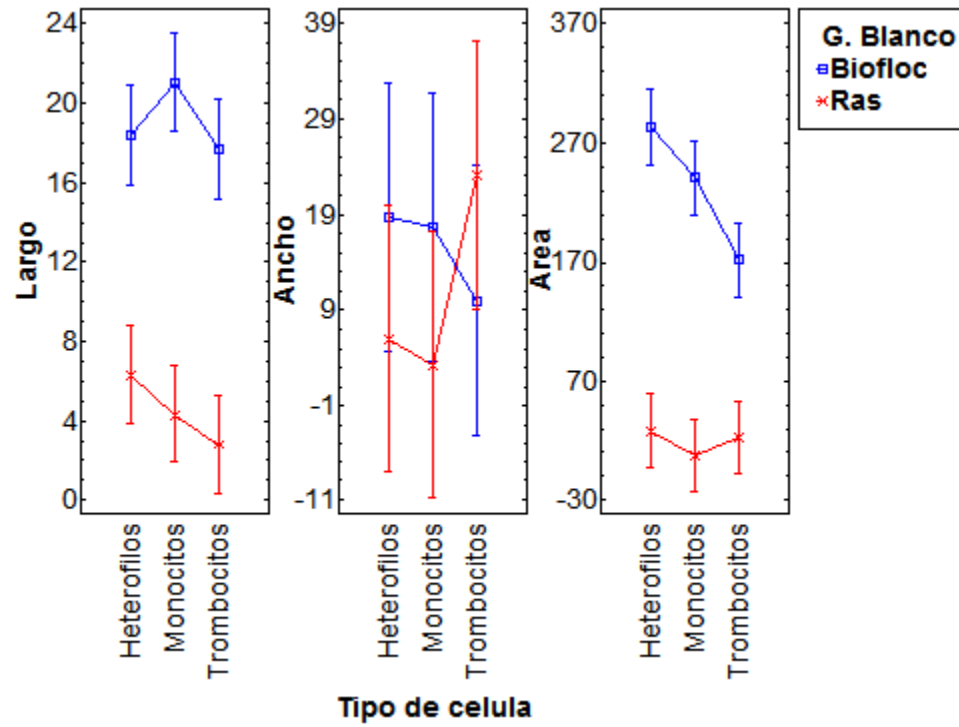 Largo
24
20
16
12
8
4
0
Heterofilos
Monocitos
Trombocitos
Ancho
39
29
19
9
-1
-11
Heterofilos
Monocitos
Trombocitos
Area
370
270
170
70
-30
Heterofilos
Monocitos
Trombocitos
Tipo de celula
G. Blanco
Biofloc
Ras